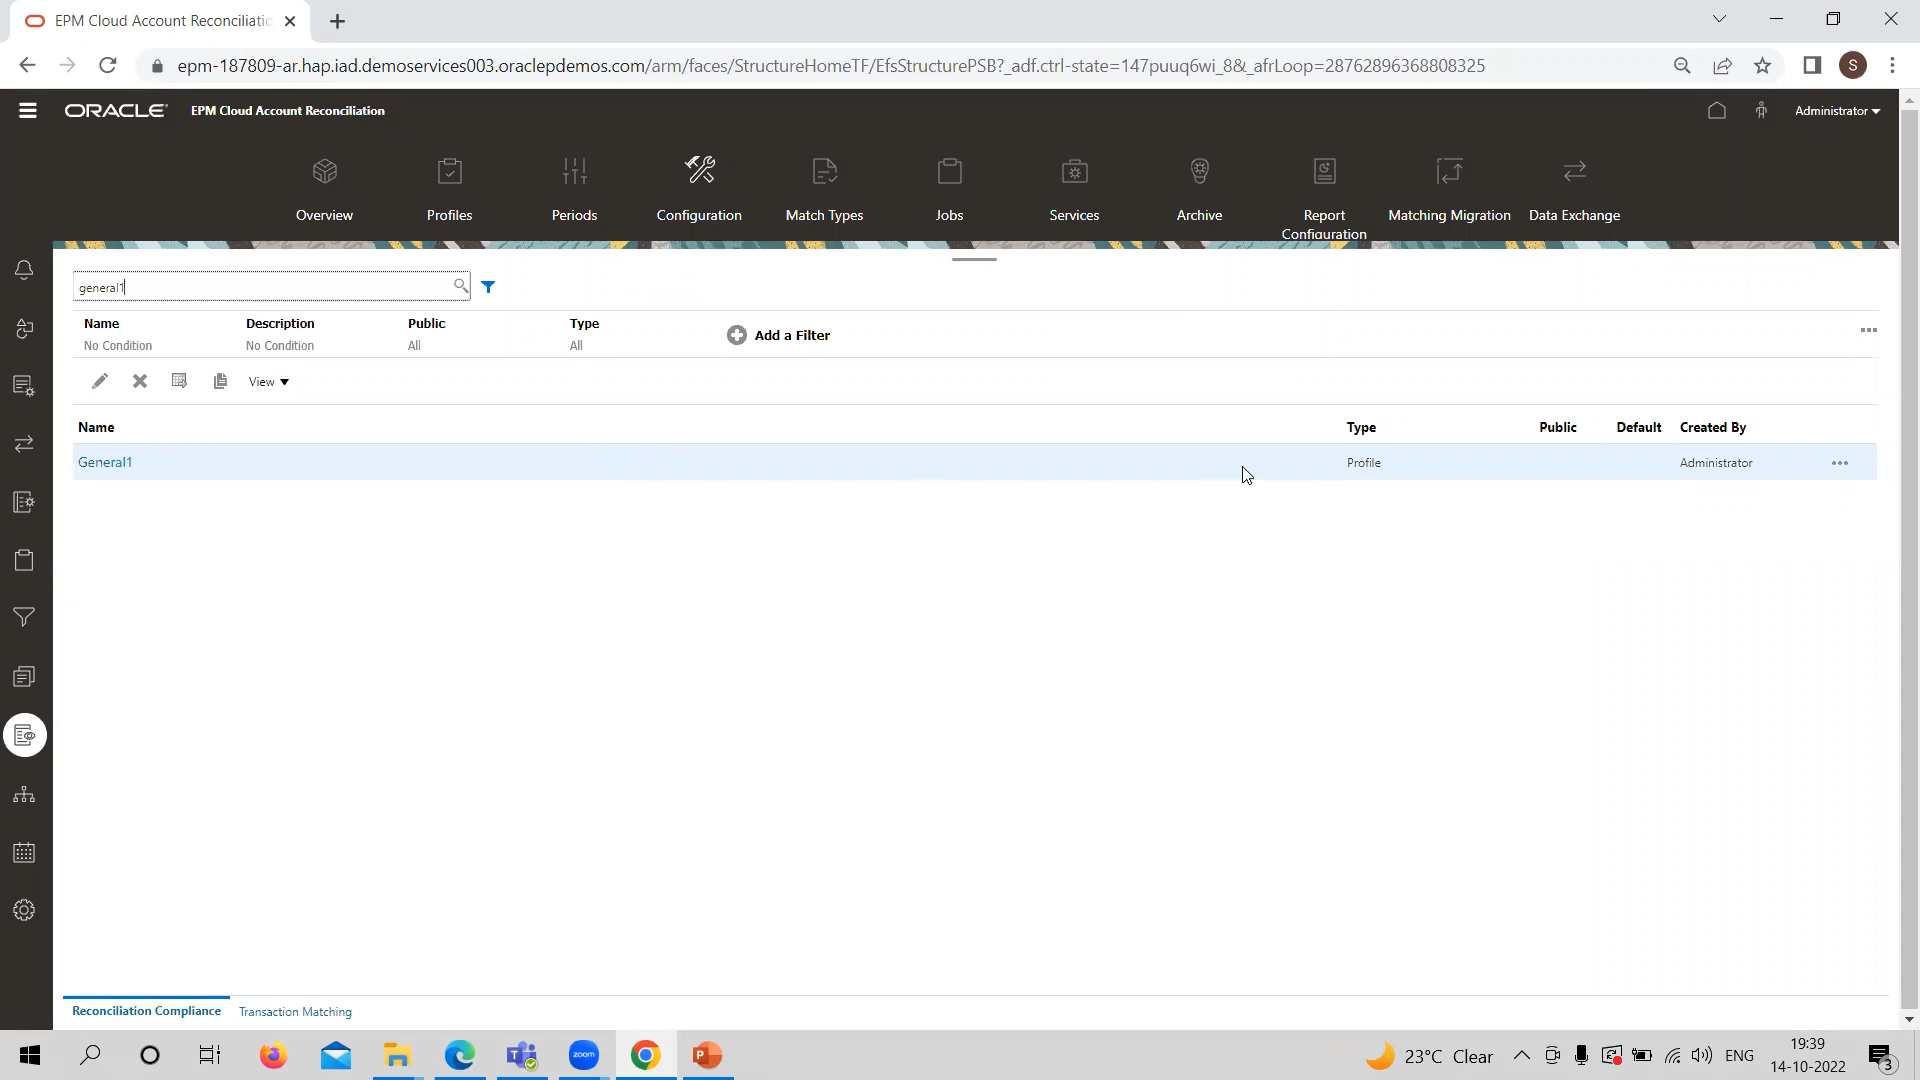 EPM Cloud Account Reconciliatic
epm-187809-ar.hap.iad.demoservices003.oraclepdemos.com/arm/faces/StructureHomeTF/EfsStructurePSB?_adf.ctrl-state=147puuq6wi_8&_afrLoop=28762896368808325
S
ORACLE
EPM Cloud Account Reconciliation
Administrator
Overview
Profiles
Periods
Configuration
Match Types
Jobs
Services
Archive
Report
Configuration
Matching Migration
Data Exchange
general1
Name
Description
Public
Type
No Condition
No Condition
All
All
Add a Filter
View
Name
Type
Public
Default
Created By
General1
Profile
Administrator
Reconciliation Compliance
Transaction Matching
zoom
23°C Clear
ENG
19:39
14-10-2022
3